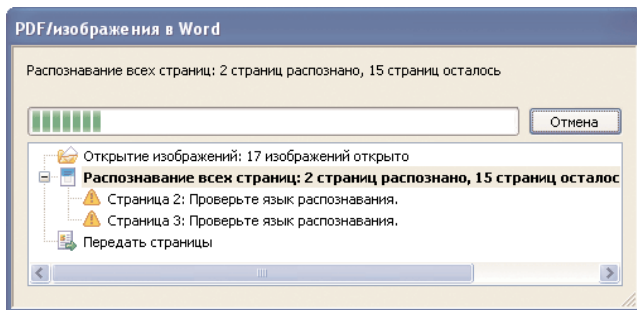 PDF/изображения в Word
Распознавание всех страниц: 2 страниц распознано, 15 страниц осталось
Отмена
Открытие изображений: 17 изображений открыто
Распознавание всех страниц: 2 страниц распознано, 15 страниц осталос
Страница 2: Проверьте язык распознавания.
Страница 3: Проверьте язык распознавания.
Передать страницы